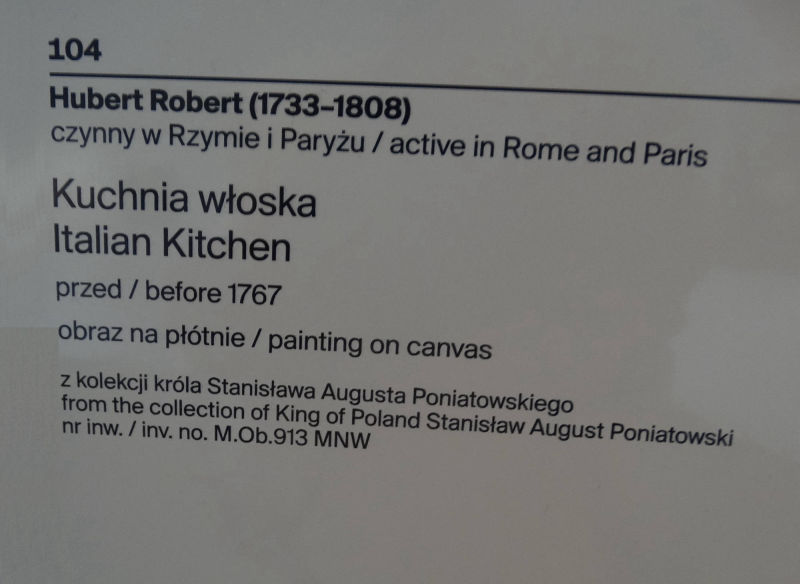 104
Hubert Robert (1733–1808)
czynny w Rzymie i Paryżu / active in Rome and Paris
Kuchnia włoska
Italian Kitchen
przed / before 1767
obraz na płótnie / painting on canvas
z kolekcji króla Stanisława Augusta Poniatowskiego
from the collection of King of Poland Stanisław August Poniatowski
nr inw. / inv. no. M.Ob.913 MNW